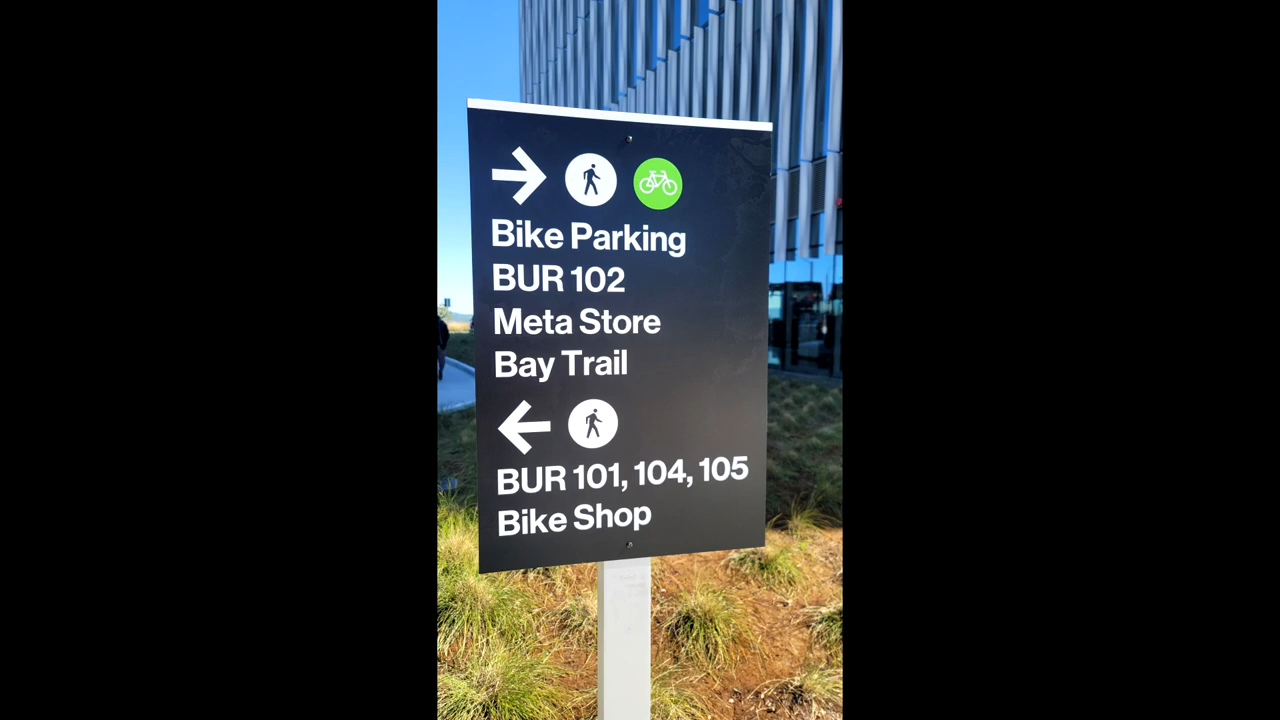 Bike Parking
BUR 102
Meta Store
Bay Trail
BUR 101, 104, 105
Bike Shop